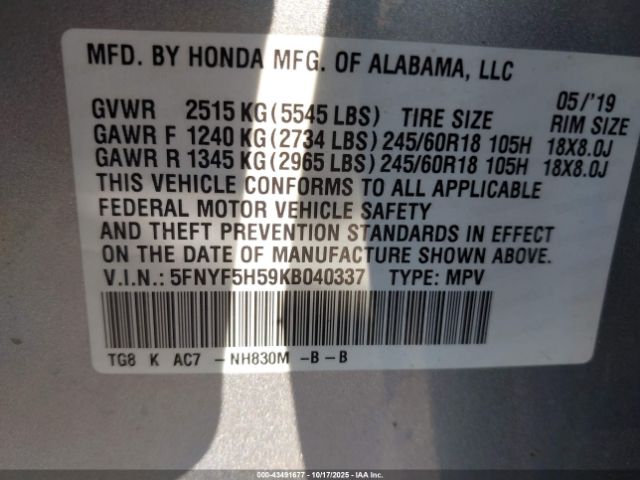 MFD. BY HONDA MFG. OF ALABAMA, LLC
05/'19
GVWR 2515 KG (5545 LBS) TIRE SIZE RIM SIZE
GAWR F 1240 KG (2734 LBS) 245/60R18 105H 18X8.0J
GAWR R 1345 KG (2965 LBS) 245/60R18 105H 18X8.0J
THIS VEHICLE CONFORMS TO ALL APPLICABLE
FEDERAL MOTOR VEHICLE SAFETY
AND THEFT PREVENTION STANDARDS IN EFFECT
ON THE DATE OF MANUFACTURE SHOWN ABOVE.
V.I.N.: 5FNYF5H59KB040337 TYPE: MPV
TG8 K AC7 -NH830M -B-B
000-43491677 - 10/17/2025 - IAAI, Inc.